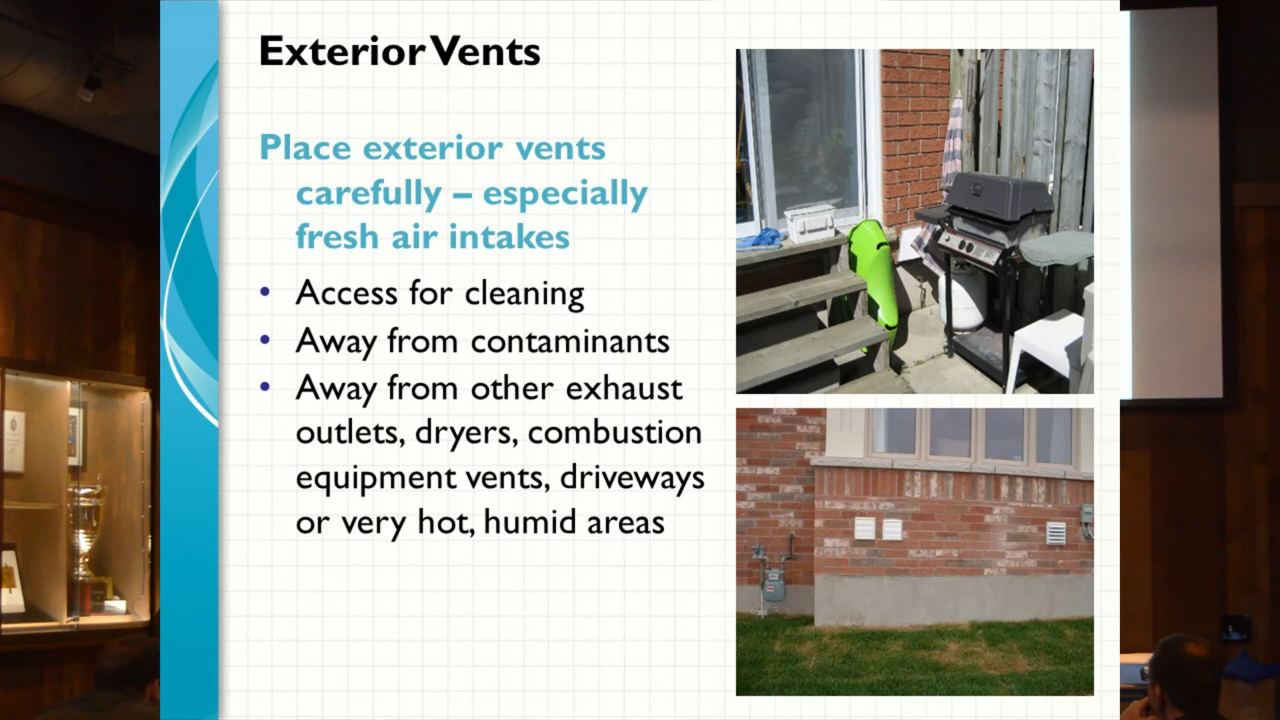 Exterior Vents
Place exterior vents
carefully – especially
fresh air intakes
• Access for cleaning
• Away from contaminants
• Away from other exhaust
outlets, dryers, combustion
equipment vents, driveways
or very hot, humid areas